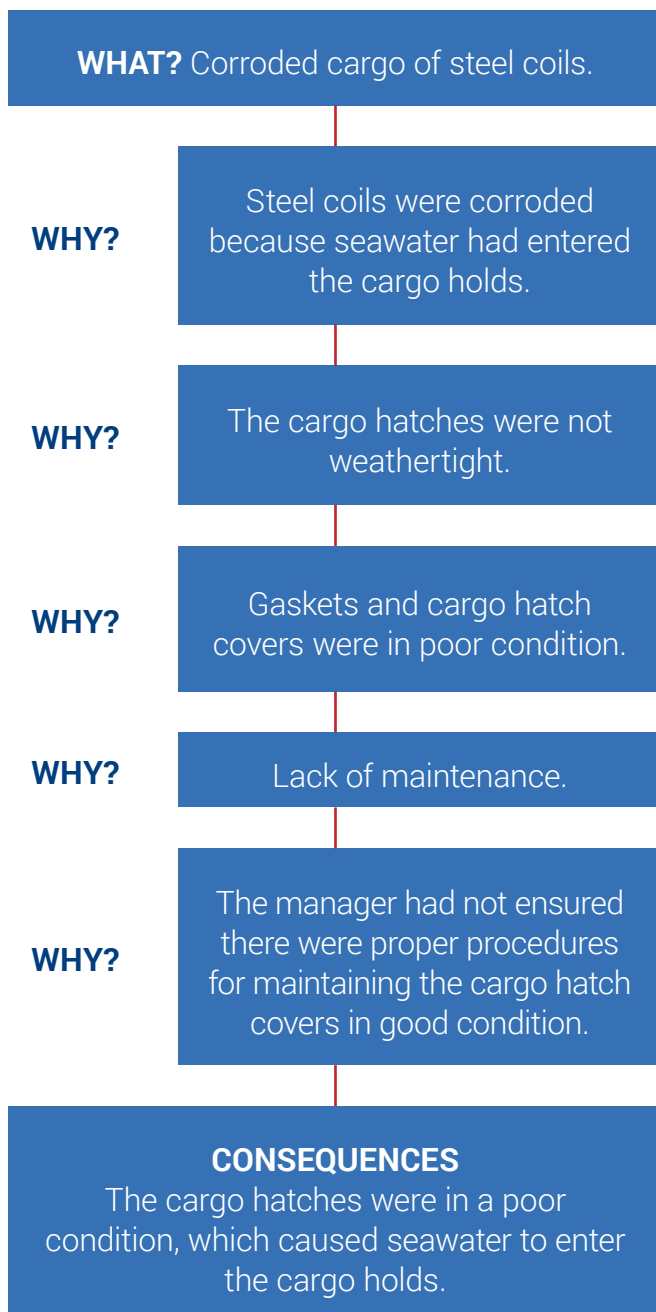 WHAT? Corroded cargo of steel coils.
WHY?
Steel coils were corroded
because seawater had entered
the cargo holds.
WHY?
The cargo hatches were not
weathertight.
WHY?
Gaskets and cargo hatch
covers were in poor condition.
WHY?
Lack of maintenance.
WHY?
The manager had not ensured
there were proper procedures
for maintaining the cargo hatch
covers in good condition.
CONSEQUENCES
The cargo hatches were in a poor
condition, which caused seawater to enter
the cargo holds.